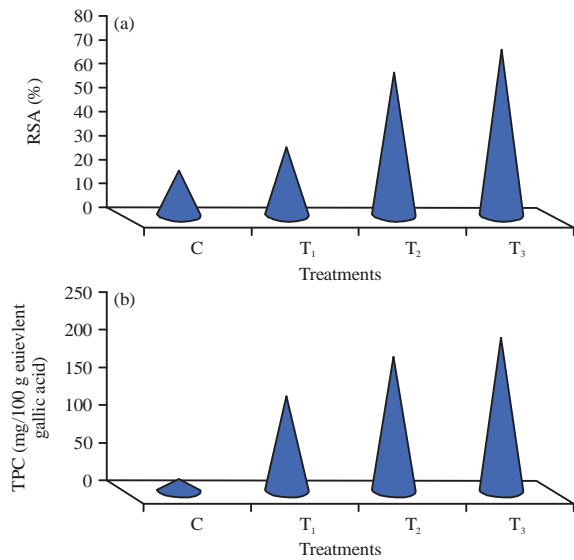 (a)
80
70
60
50
40
30
20
10
0
RSA (%)
C T₁ T₂ T₃
Treatments
(b)
250
200
150
100
50
0
TPC (mg/100 g euievlent
gallic acid)
C T₁ T₂ T₃
Treatments